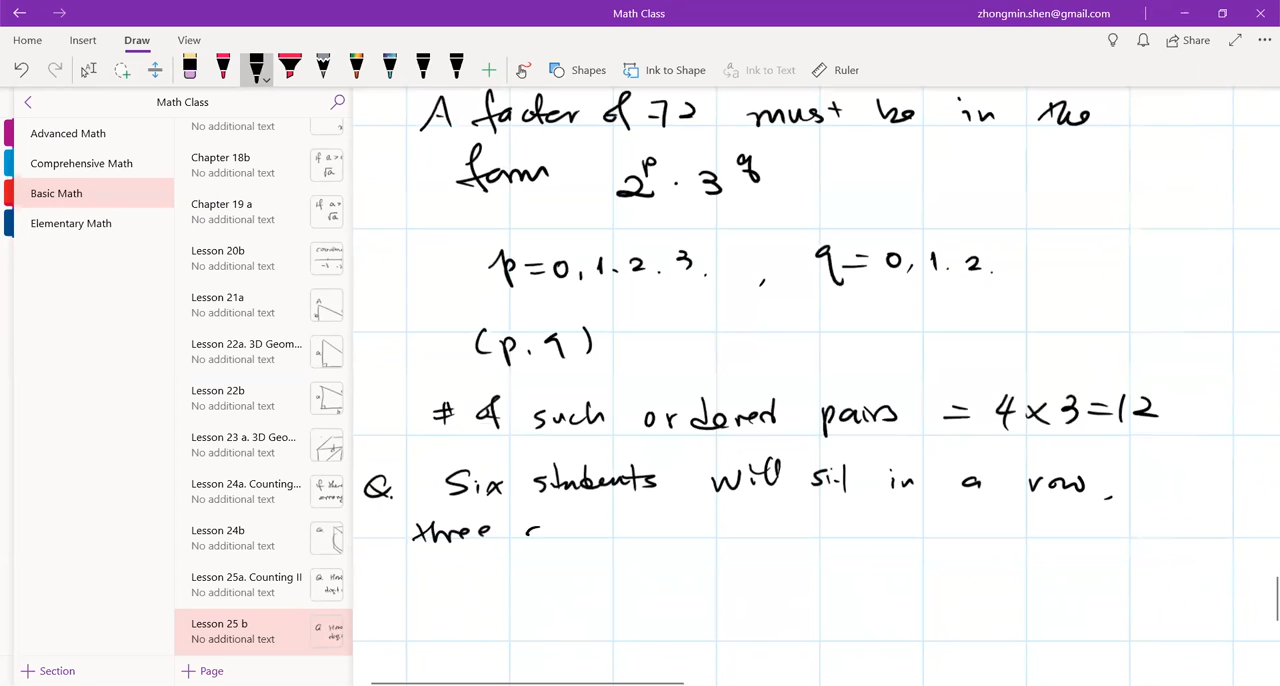 Math Class
zhongmin.shen@gmail.com
Home
Insert
Draw
View
Share
Shapes
Ink to Shape
Ink to Text
Ruler
Math Class
Advanced Math
Comprehensive Math
Basic Math
Elementary Math
Section
No additional text
Chapter 18b
No additional text
Chapter 19 a
No additional text
Lesson 20b
No additional text
Lesson 21a
No additional text
Lesson 22a. 3D Geom...
No additional text
Lesson 22b
No additional text
Lesson 23 a. 3D Geo...
No additional text
Lesson 24a. Counting...
No additional text
Lesson 24b
No additional text
Lesson 25a. Counting II
No additional text
Lesson 25 b
No additional text
Page
A factor of 72 must be in the
form 2^p · 3^q
p = 0, 1. 2. 3. , q = 0, 1. 2.
(p. q)
# of such ordered pairs = 4 × 3 = 12
Q. Six students will sit in a row.
three